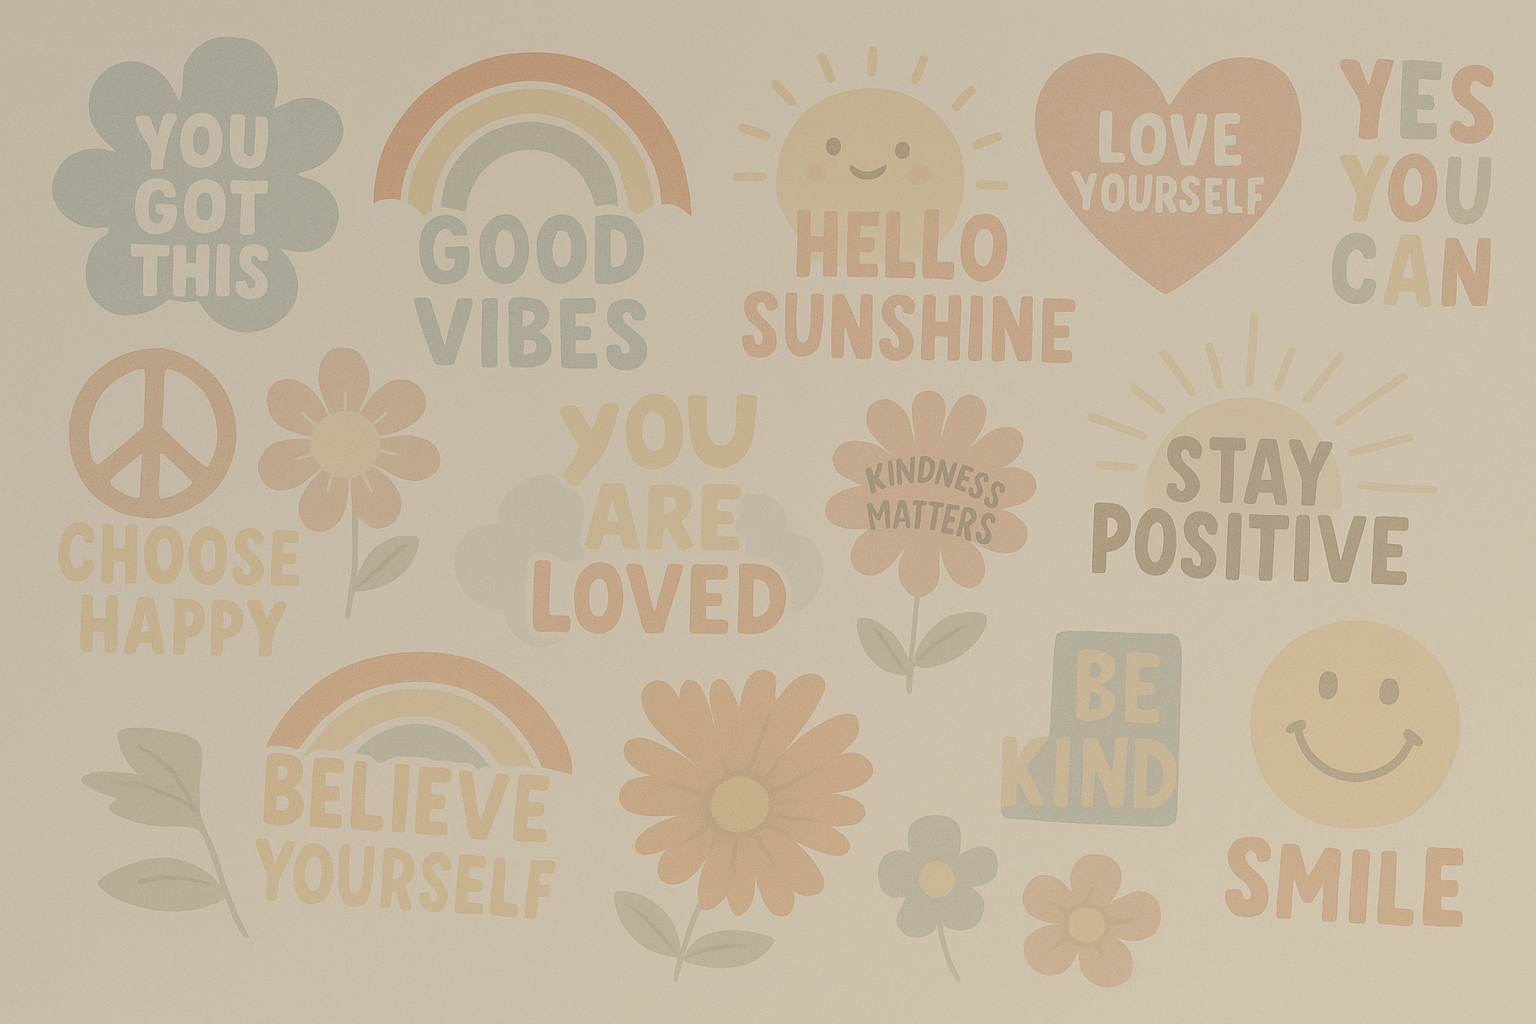 YOU
GOT
THIS
GOOD
VIBES
HELLO
SUNSHINE
LOVE
YOURSELF
YES
YOU
CAN
CHOOSE
HAPPY
YOU
ARE
LOVED
KINDNESS
MATTERS
STAY
POSITIVE
BELIEVE
YOURSELF
BE
KIND
SMILE